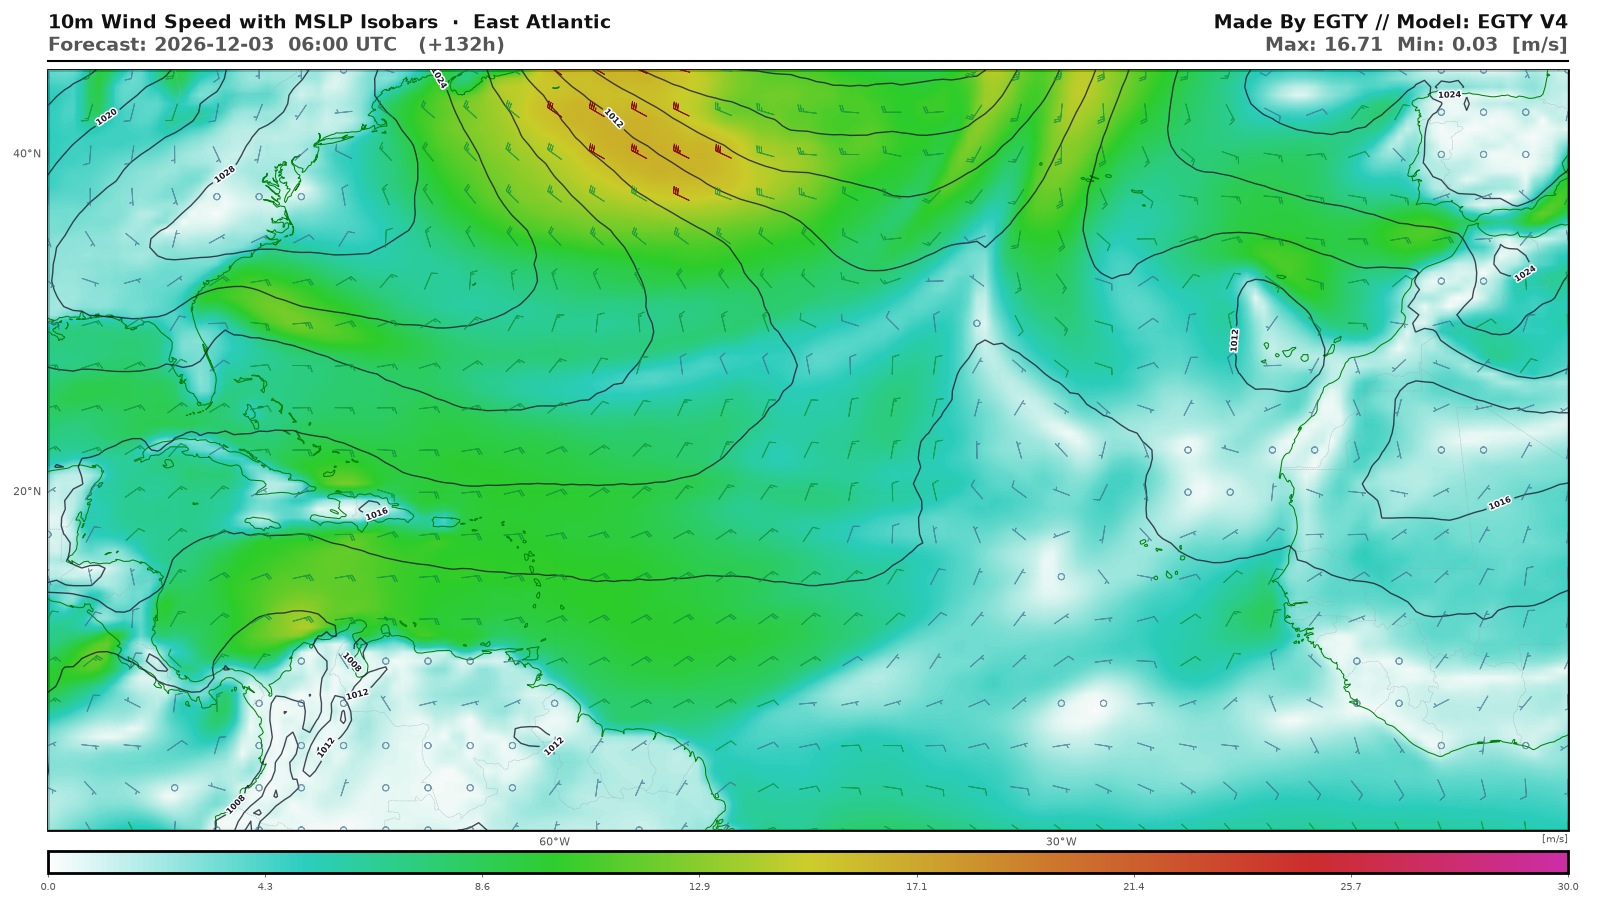 10m Wind Speed with MSLP Isobars · East Atlantic
Made By EGTY // Model: EGTY V4
Forecast: 2026-12-03 06:00 UTC (+132h)
Max: 16.71 Min: 0.03 [m/s]
1024
1024
1020
1012
40°N
1028
1024
1012
20°N
1016
1016
1008
1012
1012
1012
1008
60°W
30°W
[m/s]
0.0
4.3
8.6
12.9
17.1
21.4
25.7
30.0